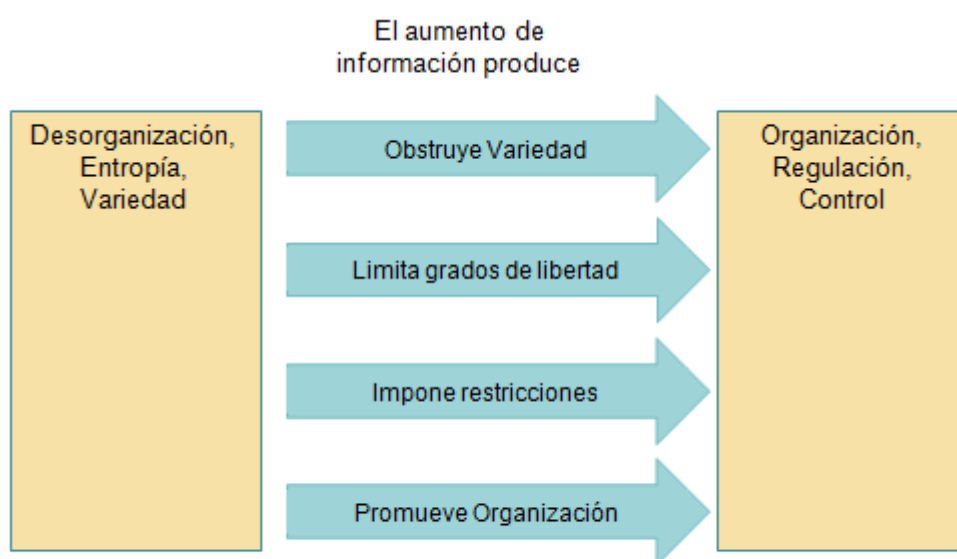 El aumento de
información produce
Desorganización,
Entropía,
Variedad
Obstruye Variedad
Limita grados de libertad
Impone restricciones
Promueve Organización
Organización,
Regulación,
Control